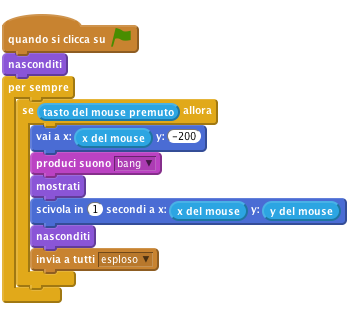 quando si clicca su
nasconditi
per sempre
se tasto del mouse premuto allora
vai a x: x del mouse y: -200
produci suono bang
mostrati
scivola in 1 secondi a x: x del mouse y: y del mouse
nasconditi
invia a tutti esploso